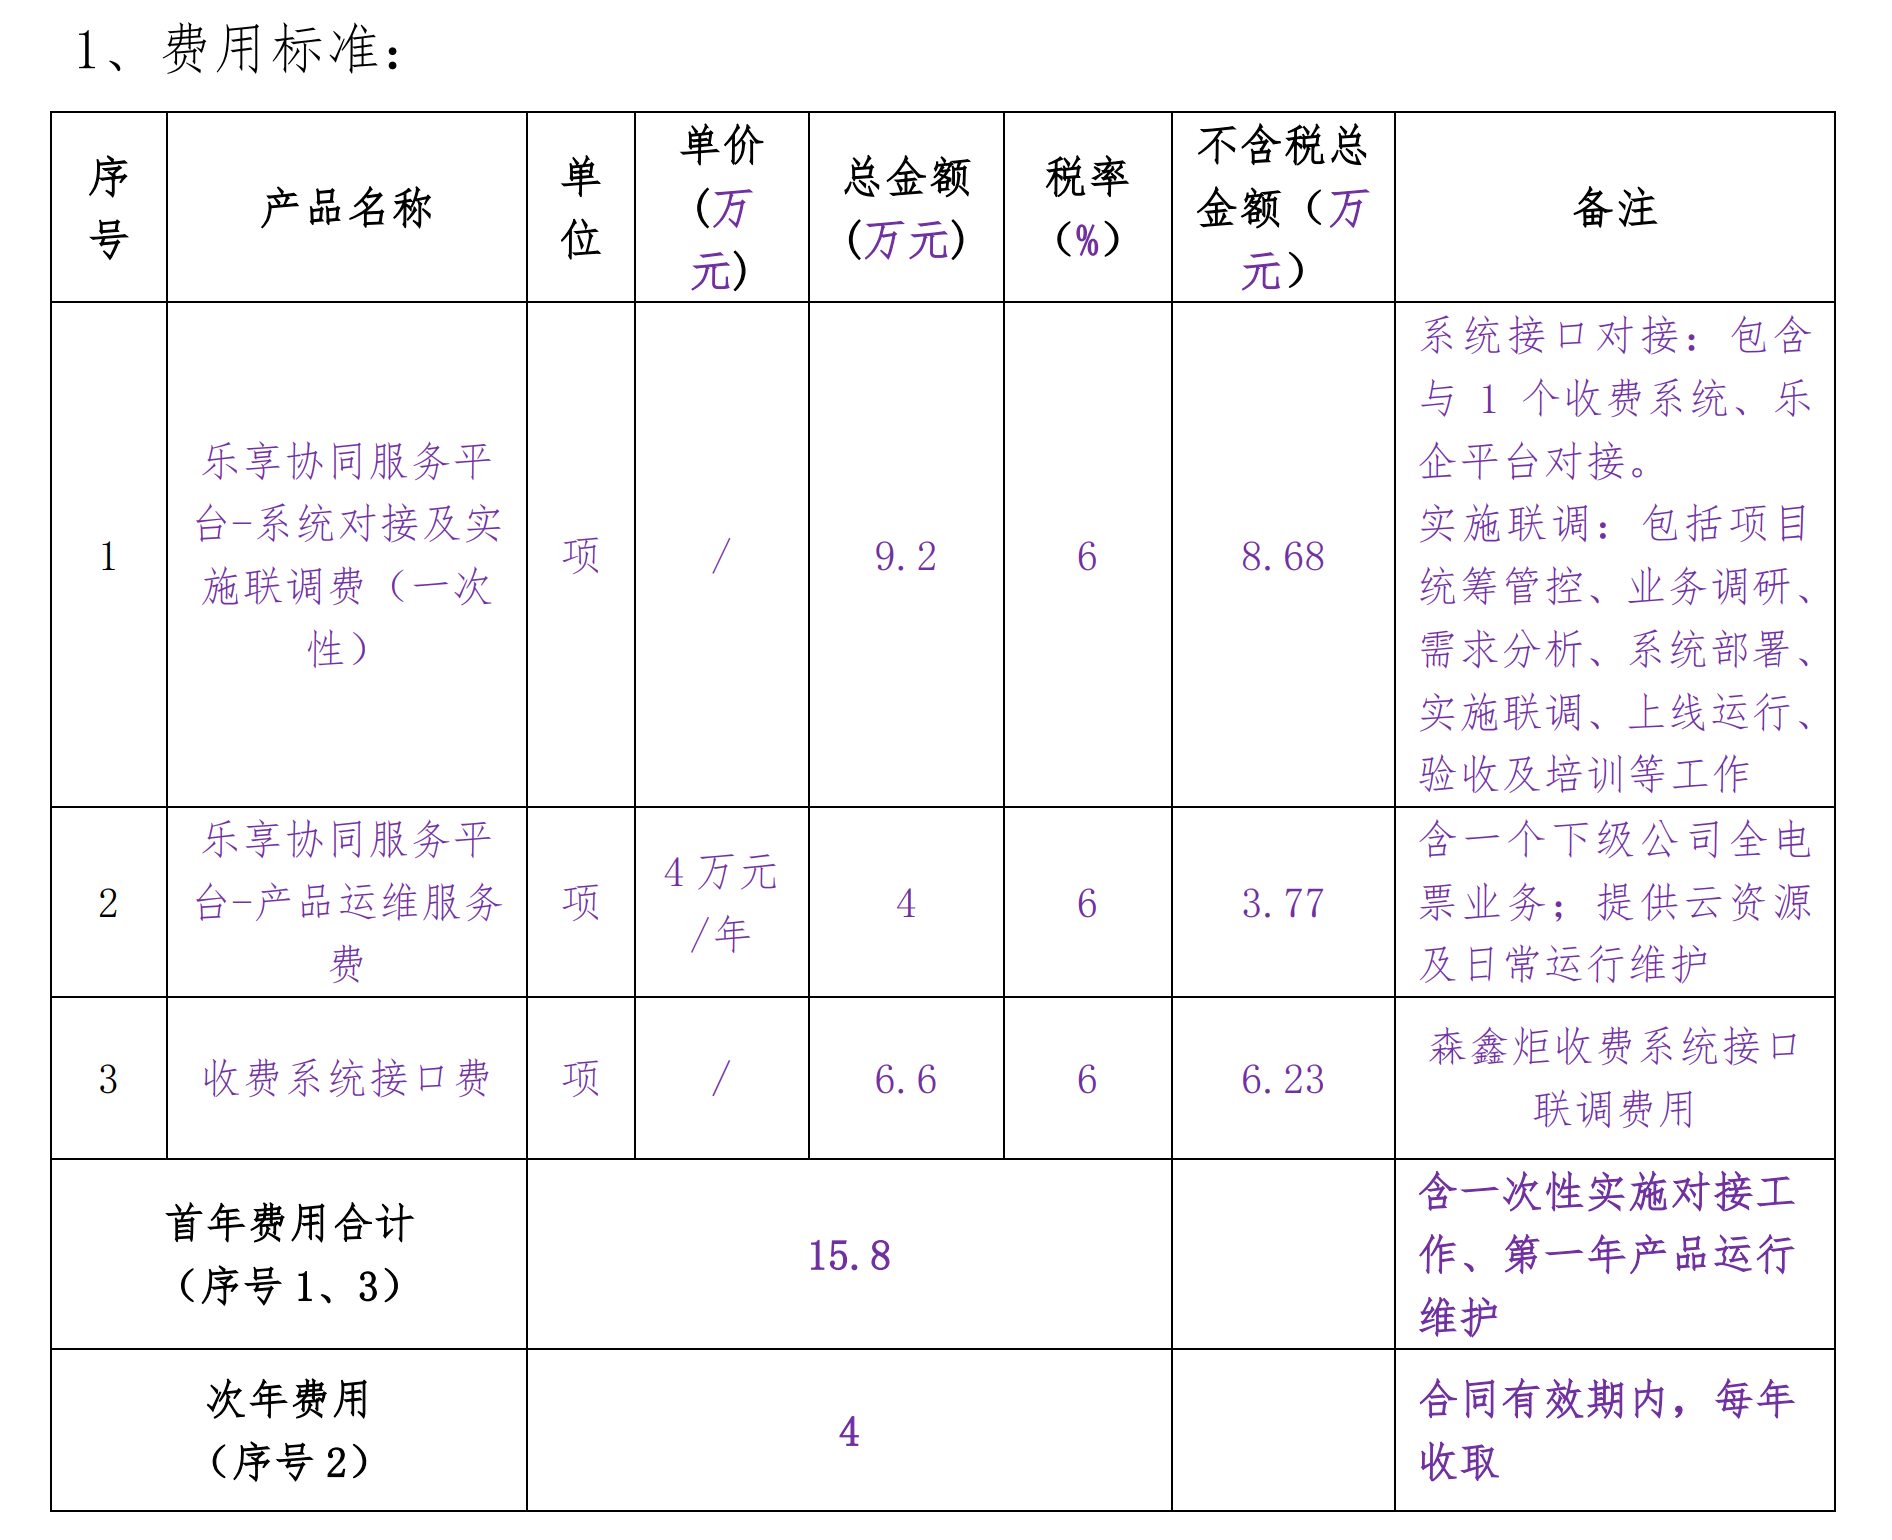 1、费用标准：
序
号
产品名称
单
位
单价
(万
元)
总金额
(万元)
税率
（%）
不含税总
金额（万
元）
备注
1
乐享协同服务平
台-系统对接及实
施联调费（一次
性）
项
/
9.2
6
8.68
系统接口对接：包含
与 1 个收费系统、乐
企平台对接。
实施联调：包括项目
统筹管控、业务调研、
需求分析、系统部署、
实施联调、上线运行、
验收及培训等工作
2
乐享协同服务平
台-产品运维服务
费
项
4 万元
/年
4
6
3.77
含一个下级公司全电
票业务；提供云资源
及日常运行维护
3
收费系统接口费
项
/
6.6
6
6.23
森鑫炬收费系统接口
联调费用
首年费用合计
（序号 1、3）
15.8
含一次性实施对接工
作、第一年产品运行
维护
次年费用
（序号 2）
4
合同有效期内，每年
收取